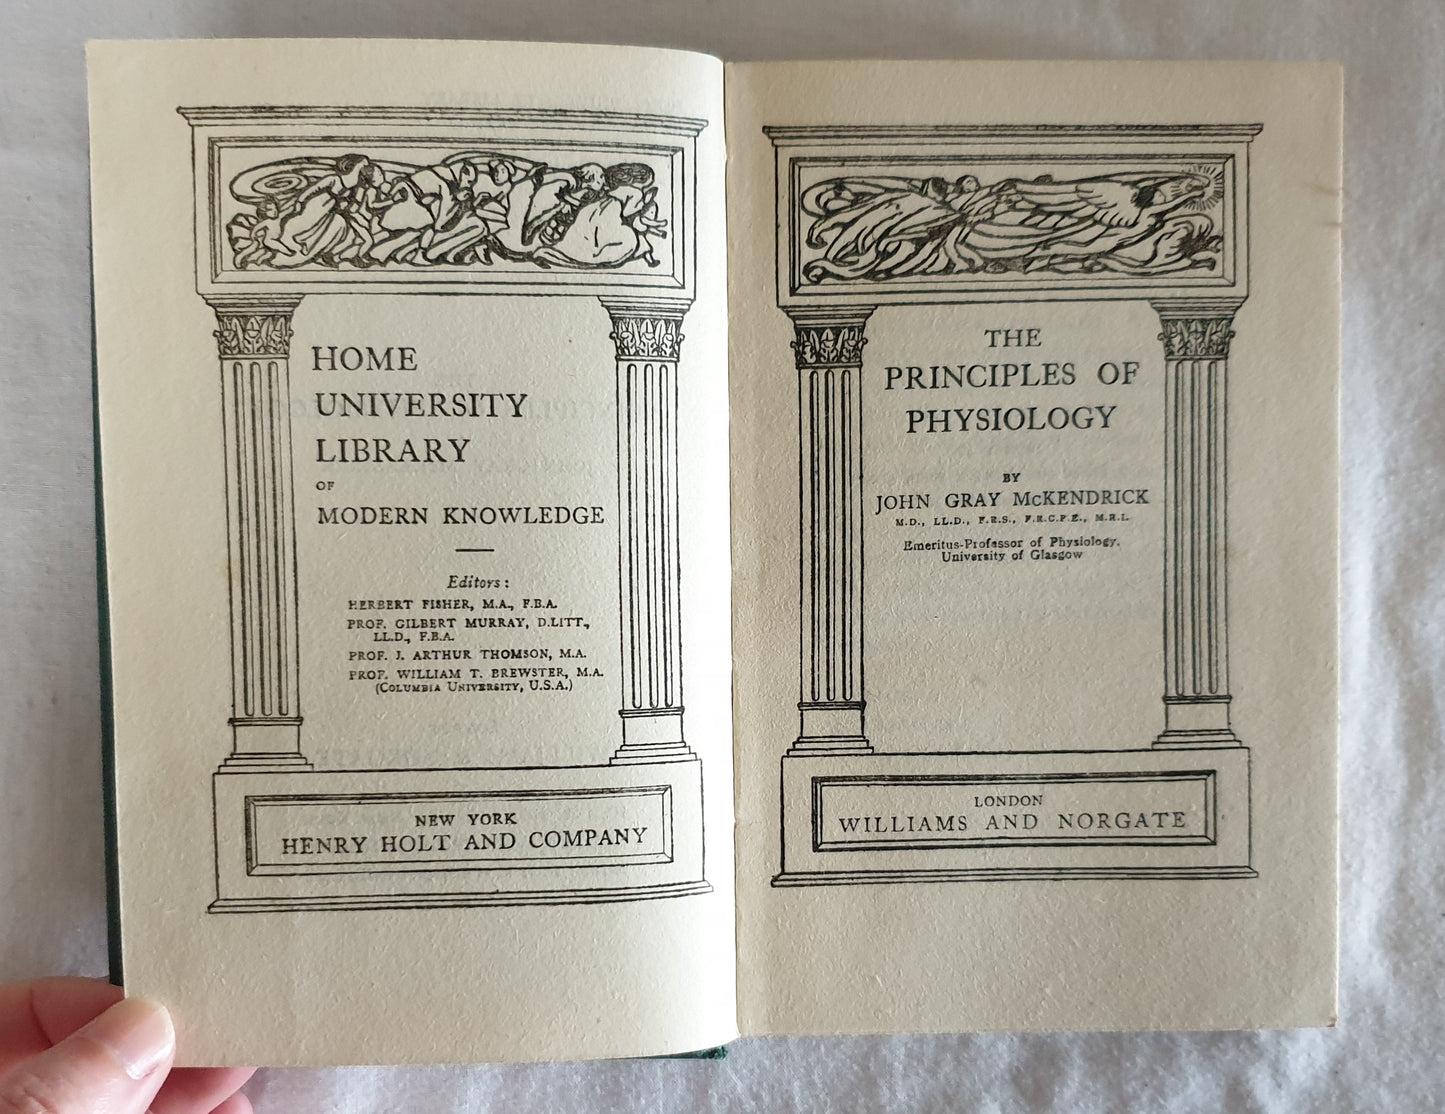 HOME
UNIVERSITY
LIBRARY
OF
MODERN KNOWLEDGE
Editors:
HERBERT FISHER, M.A., F.B.A.
PROF. GILBERT MURRAY, D.LITT.,
LL.D., F.B.A.
PROF. J. ARTHUR THOMSON, M.A.
PROF. WILLIAM T. BREWSTER, M.A.
(COLUMBIA UNIVERSITY, U.S.A.)
NEW YORK
HENRY HOLT AND COMPANY
THE
PRINCIPLES OF
PHYSIOLOGY
BY
JOHN GRAY McKENDRICK
M.D., LL.D., F.R.S., F.R.C.P.E., M.R.I.
Emeritus-Professor of Physiology,
University of Glasgow
LONDON
WILLIAMS AND NORGATE